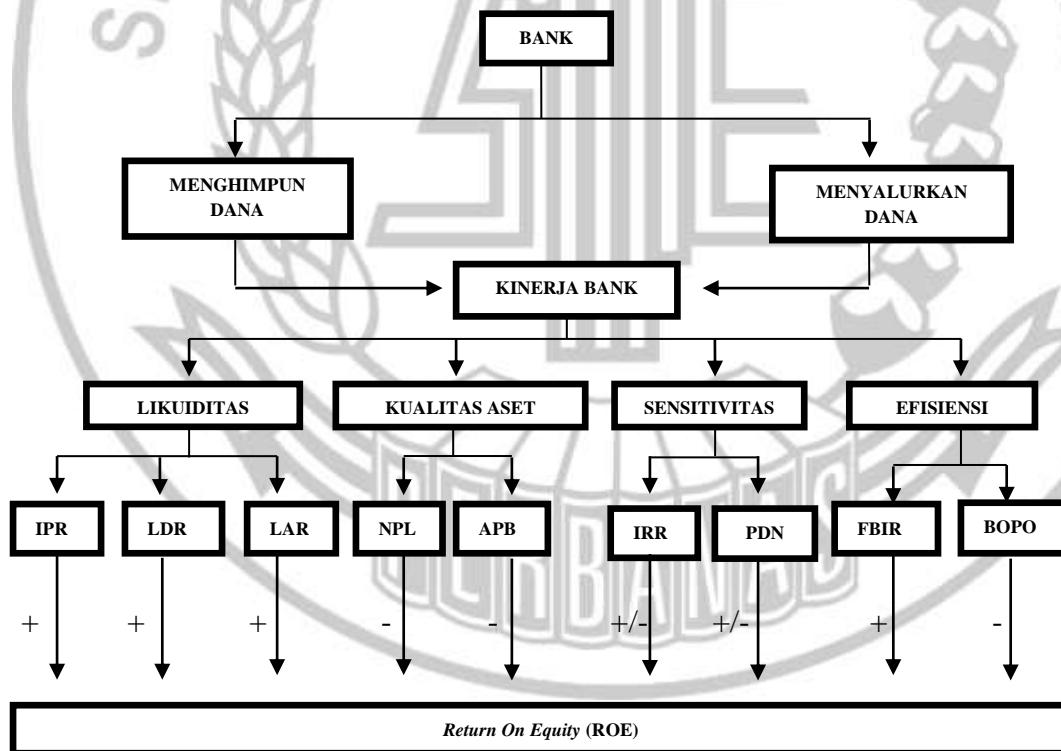 BANK
MENGHIMPUN
DANA
MENYALURKAN
DANA
KINERJA BANK
LIKUIDITAS
KUALITAS ASET
SENSITIVITAS
EFISIENSI
IPR
LDR
LAR
NPL
APB
IRR
PDN
FBIR
BOPO
+
+
+
-
-
+/-
+/-
+
-
Return On Equity (ROE)
PERBANAS